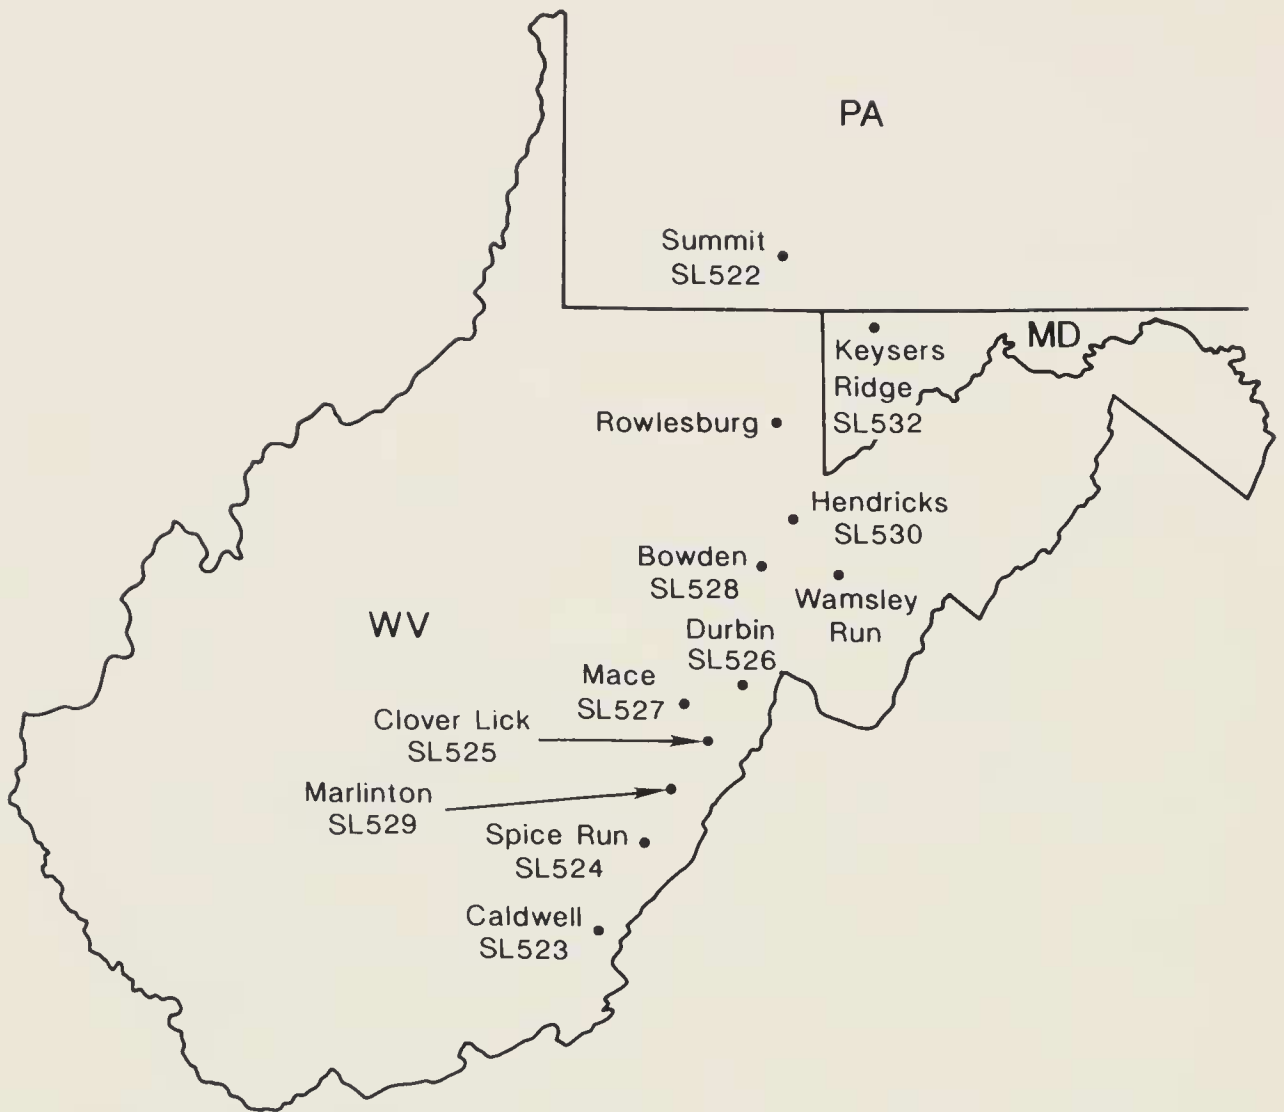 PA
Summit
SL522
MD
Keysers
Ridge
SL532
Rowlesburg
Hendricks
SL530
Bowden
SL528
Wamsley
Run
WV
Durbin
SL526
Mace
SL527
Clover Lick
SL525
Marlinton
SL529
Spice Run
SL524
Caldwell
SL523